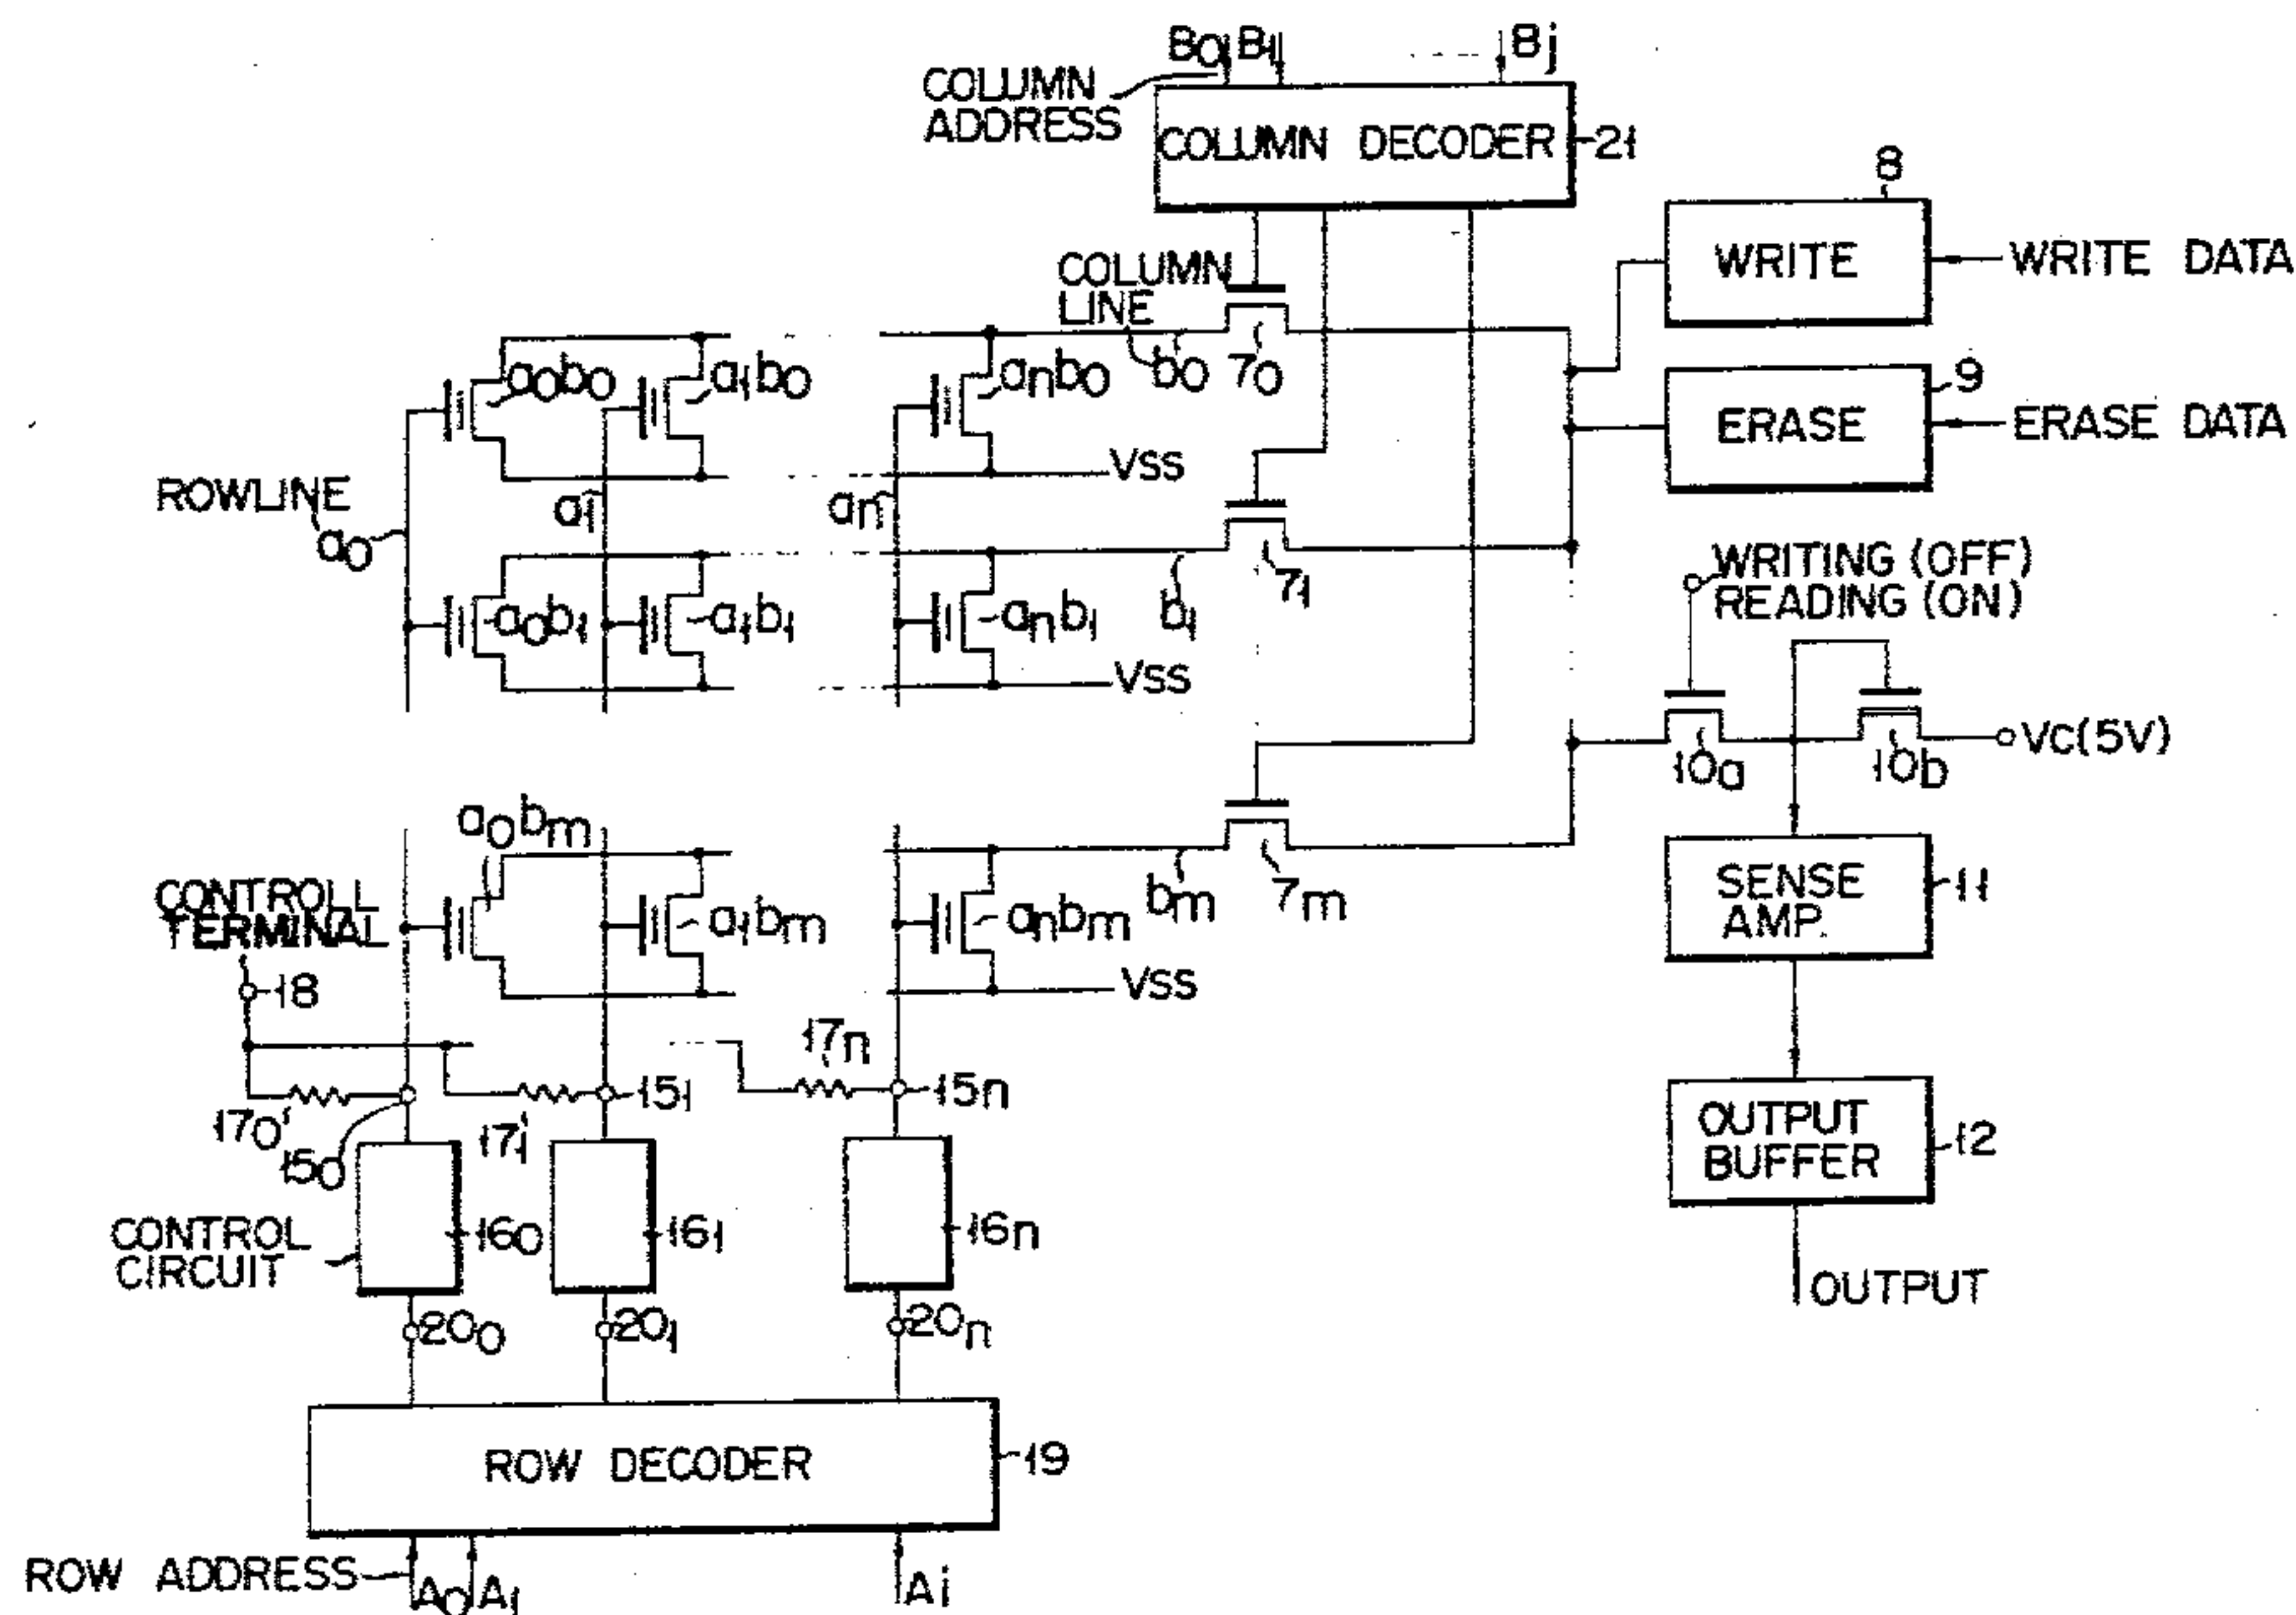 B0 B1 8j
COLUMN
ADDRESS
COLUMN DECODER
21
8
WRITE
WRITE DATA
COLUMN
LINE
b0
70
9
ERASE
ERASE DATA
a0b0
a1b0
anb0
VSS
ROWLINE
a0
a1
an
71
b1
WRITING (OFF)
READING (ON)
a0b1
a1b1
anb1
VSS
10a
10b
VC(5V)
a0bm
a1bm
anbm
bm
7m
VSS
SENSE
AMP.
11
CONTROLL
TERMINAL
18
17n
170'
150
171'
151
15n
OUTPUT
BUFFER
12
CONTROL
CIRCUIT
160
161
16n
OUTPUT
200
201
20n
ROW DECODER
19
ROW ADDRESS
A0 A1 Ai